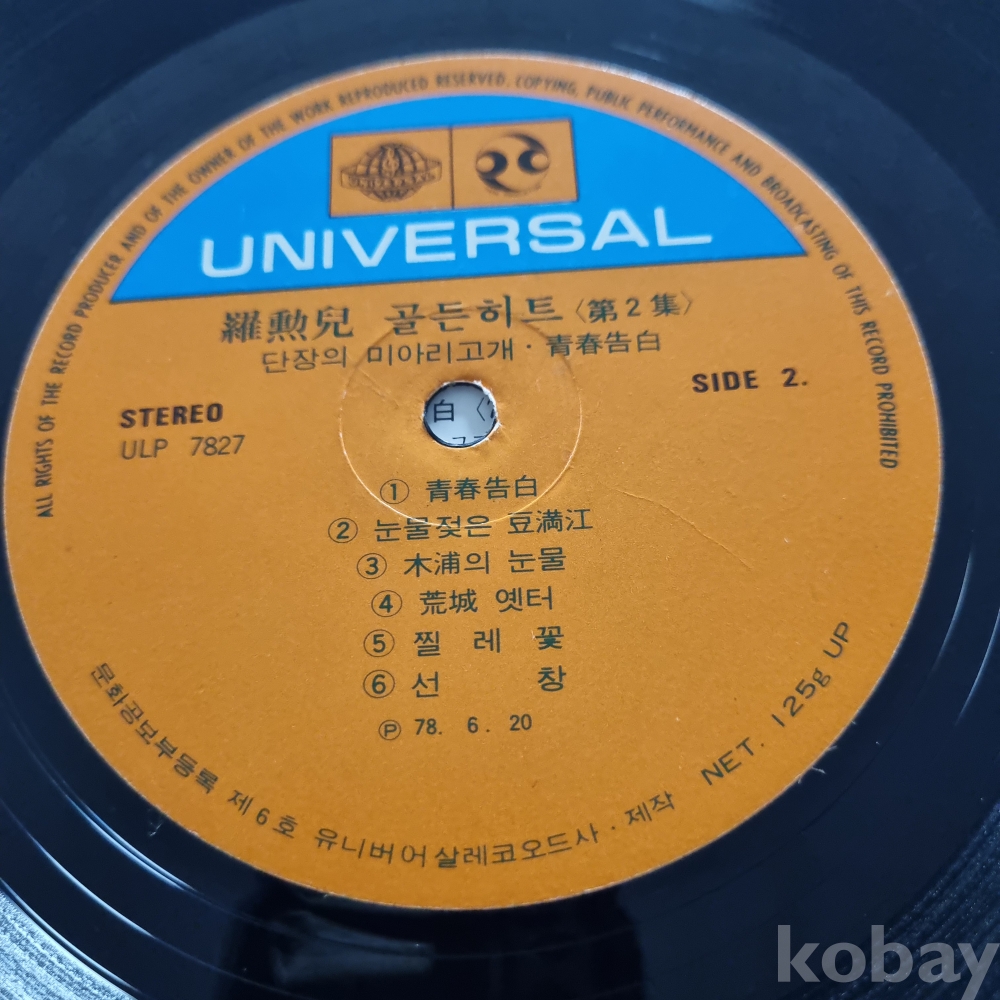 ALL RIGHTS OF THE RECORD PRODUCER AND OF THE OWNER OF THE WORK REPRODUCED RESERVED. COPYING, PUBLIC PERFORMANCE AND BROADCASTING OF THIS RECORD PROHIBITED
UNIVERSAL
羅勲兒 골든히트〈第2集〉
단장의 미아리고개·青春告白
STEREO
SIDE 2.
ULP 7827
白〈
① 青春告白
② 눈물젖은 豆満江
③ 木浦의 눈물
④ 荒城 옛터
⑤ 찔레꽃
⑥ 선창
Ⓟ 78. 6. 20
문화공보부등록 제6호 유니버어살레코오드사·제작 NET. 125g UP
kobay